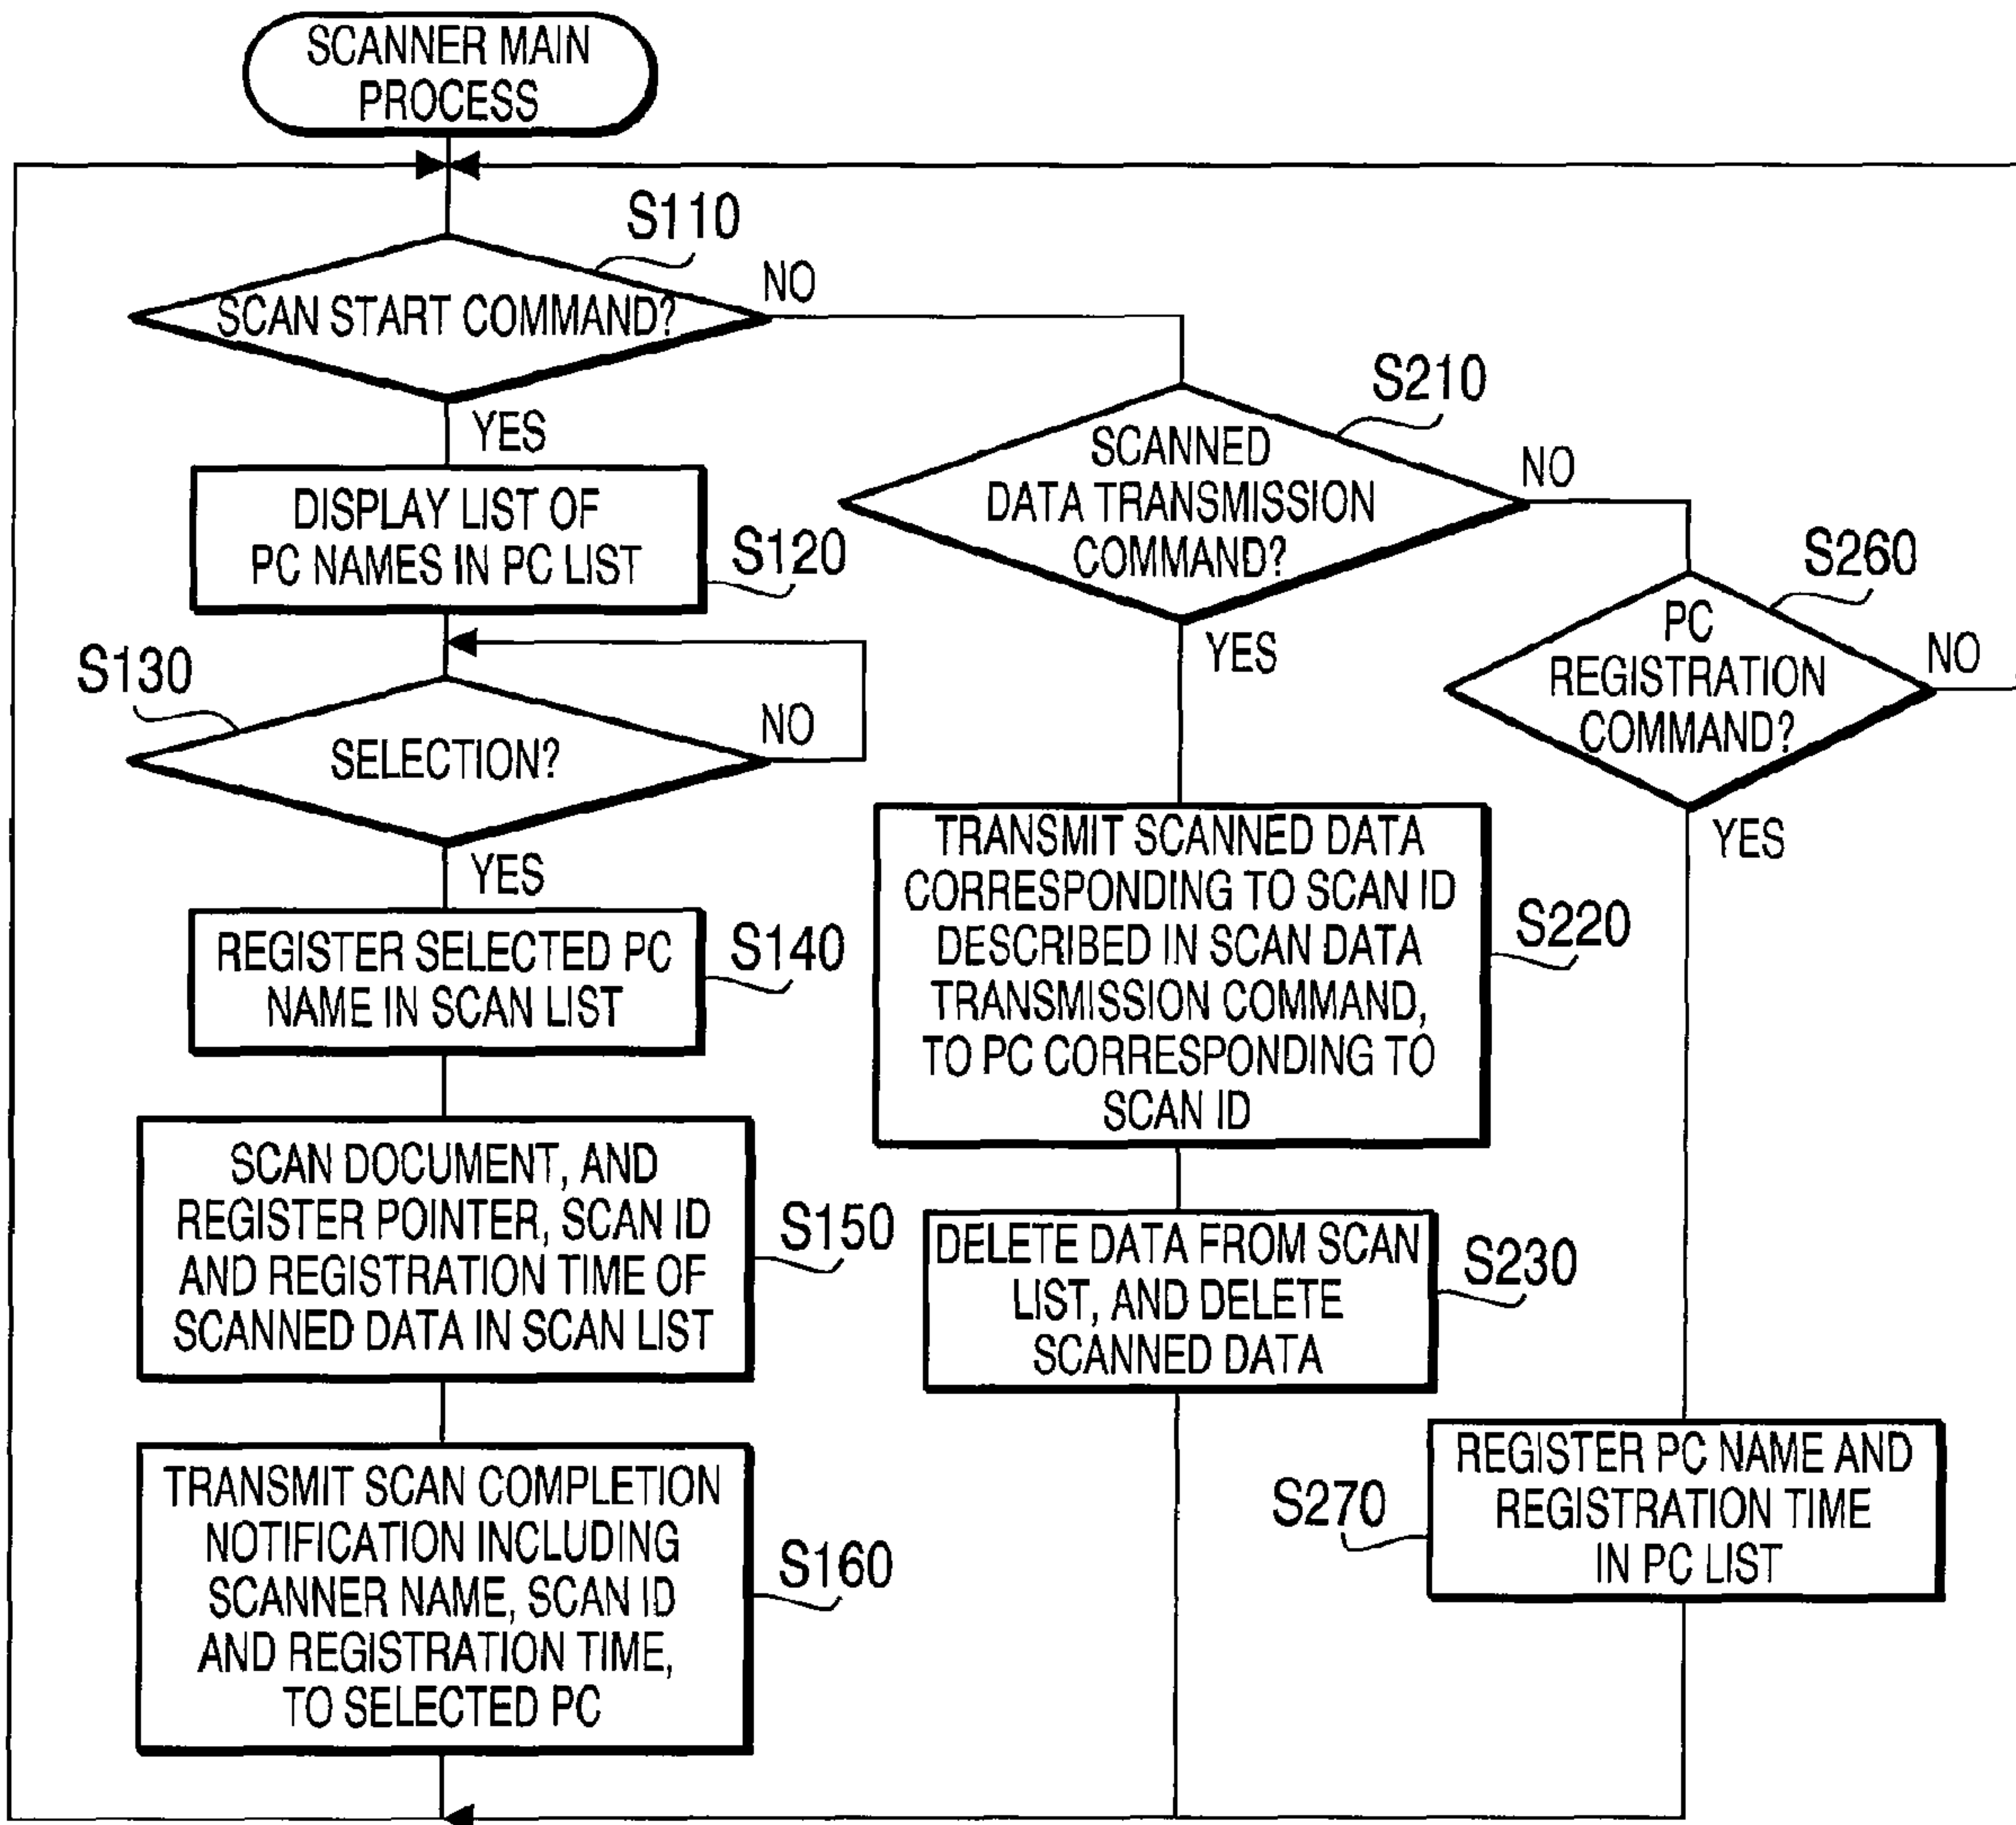 SCANNER MAIN
PROCESS
S110
SCAN START COMMAND?
NO
YES
DISPLAY LIST OF
PC NAMES IN PC LIST
S120
S130
SELECTION?
NO
YES
REGISTER SELECTED PC
NAME IN SCAN LIST
S140
SCAN DOCUMENT, AND
REGISTER POINTER, SCAN ID
AND REGISTRATION TIME OF
SCANNED DATA IN SCAN LIST
S150
TRANSMIT SCAN COMPLETION
NOTIFICATION INCLUDING
SCANNER NAME, SCAN ID
AND REGISTRATION TIME,
TO SELECTED PC
S160
S210
SCANNED
DATA TRANSMISSION
COMMAND?
NO
YES
TRANSMIT SCANNED DATA
CORRESPONDING TO SCAN ID
DESCRIBED IN SCAN DATA
TRANSMISSION COMMAND,
TO PC CORRESPONDING TO
SCAN ID
S220
DELETE DATA FROM SCAN
LIST, AND DELETE
SCANNED DATA
S230
S260
PC
REGISTRATION
COMMAND?
NO
YES
S270
REGISTER PC NAME AND
REGISTRATION TIME
IN PC LIST